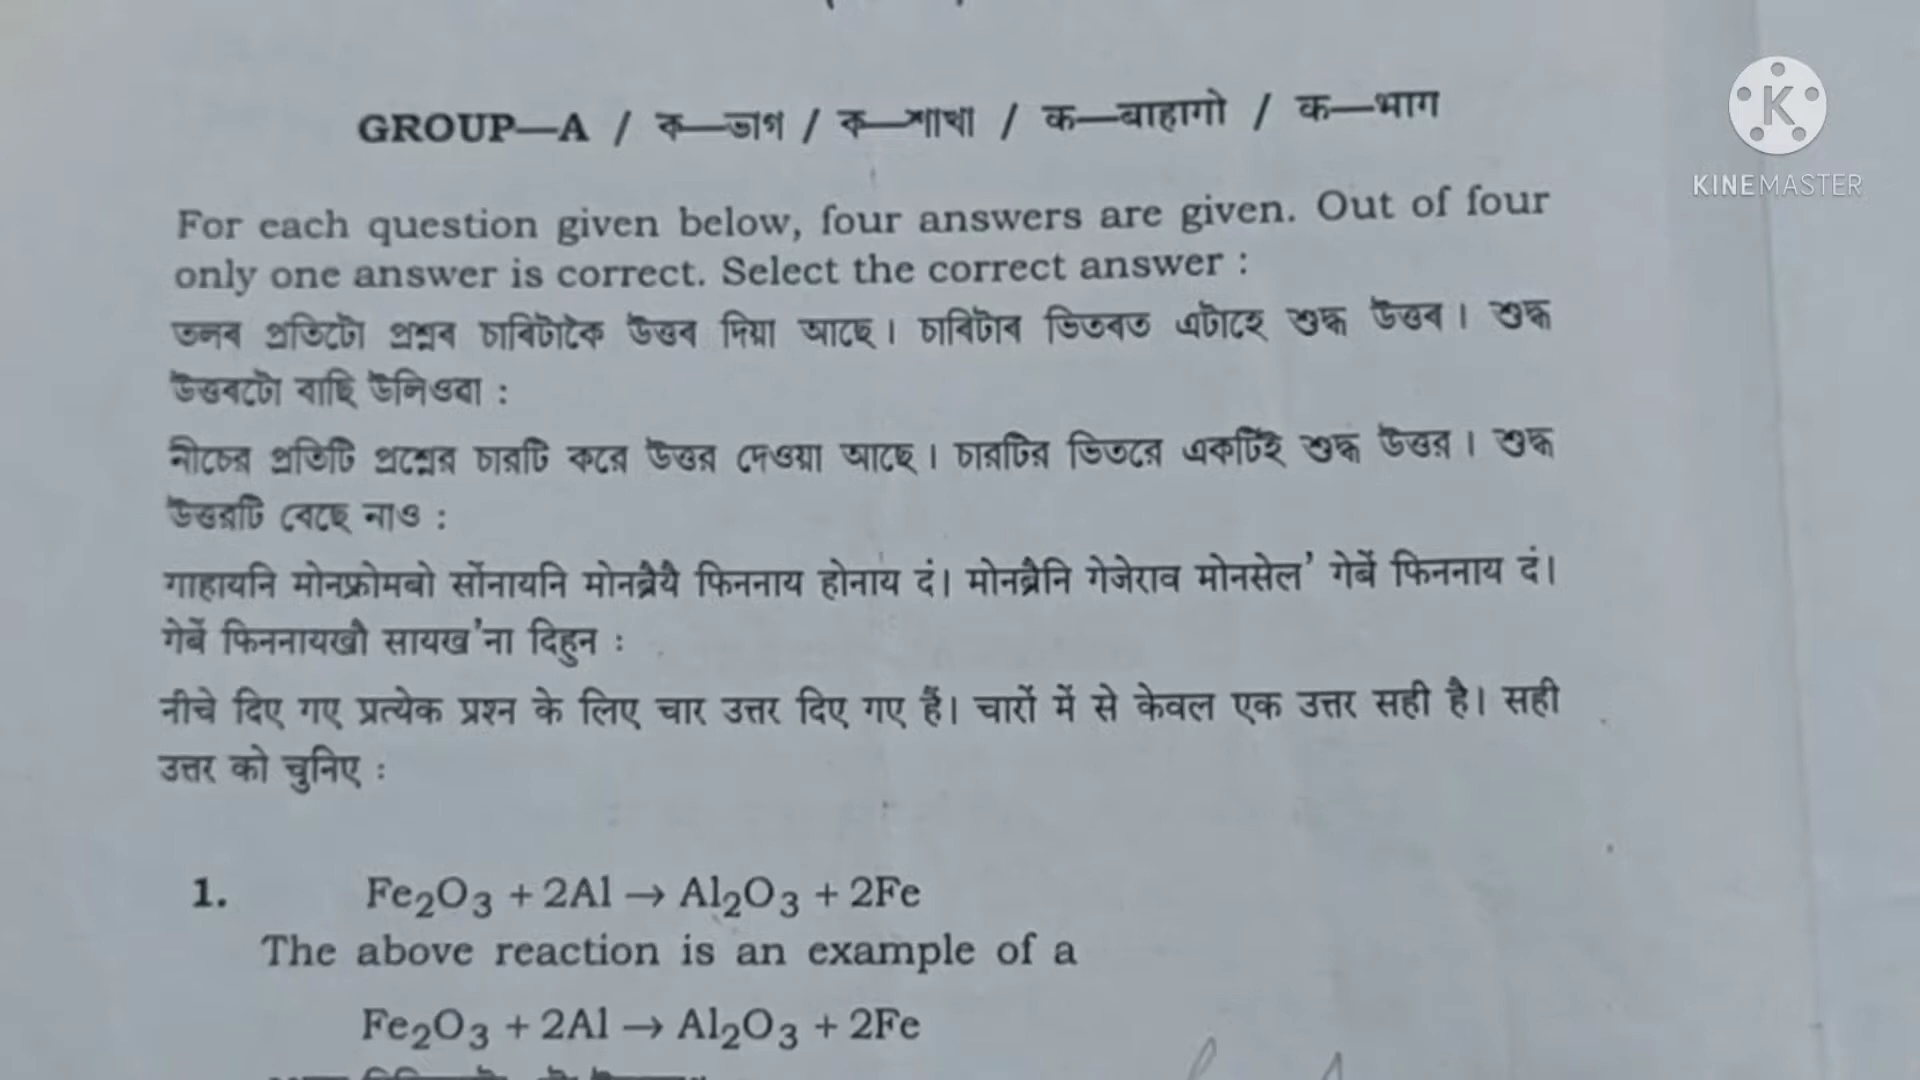 GROUP—A / ক—ভাগ / ক—শাখা / क—बाहागो / क—भाग
KINEMASTER
For each question given below, four answers are given. Out of four
only one answer is correct. Select the correct answer :
তলৰ প্ৰতিটো প্ৰশ্নৰ চাৰিটাকৈ উত্তৰ দিয়া আছে। চাৰিটাৰ ভিতৰত এটাহে শুদ্ধ উত্তৰ। শুদ্ধ
উত্তৰটো বাছি উলিওৱা :
নীচের প্রতিটি প্রশ্নের চারটি করে উত্তর দেওয়া আছে। চারটির ভিতরে একটিই শুদ্ধ উত্তর। শুদ্ধ
উত্তরটি বেছে নাও :
गाहायनि मोनफ्रोमबो सोंनायनि मोनब्रैयै फिननाय होनाय दं। मोनब्रैनि गेजेराव मोनसेल' गेबें फिननाय दं।
गेबें फिननायखौ सायख'ना दिहुन :
नीचे दिए गए प्रत्येक प्रश्न के लिए चार उत्तर दिए गए हैं। चारों में से केवल एक उत्तर सही है। सही
उत्तर को चुनिए :
1. Fe₂O₃ + 2Al → Al₂O₃ + 2Fe
The above reaction is an example of a
Fe₂O₃ + 2Al → Al₂O₃ + 2Fe